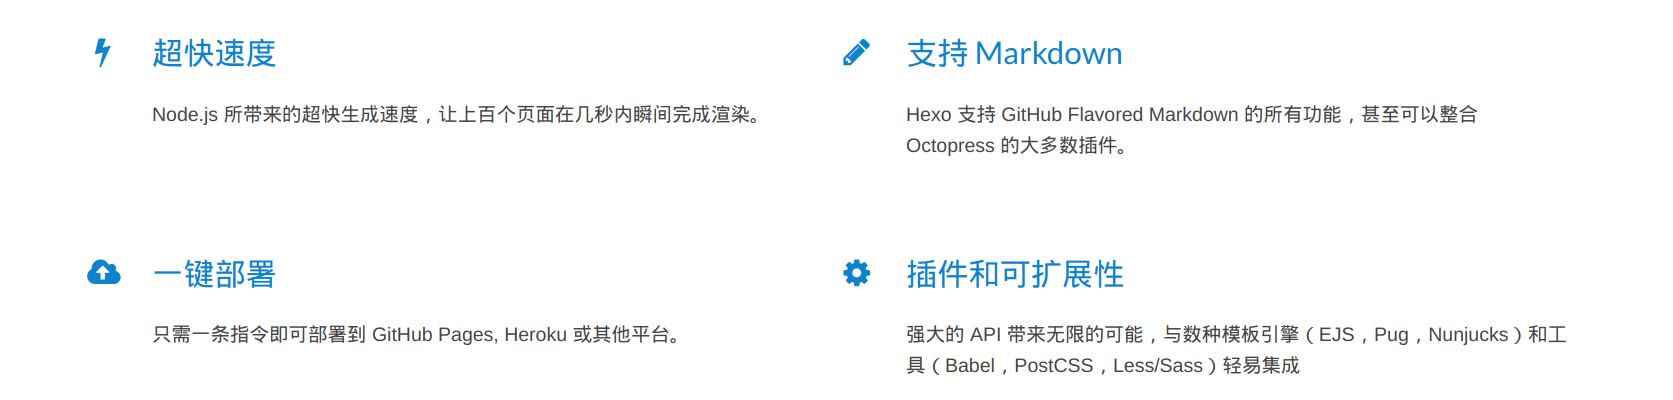 超快速度
Node.js 所带来的超快生成速度，让上百个页面在几秒内瞬间完成渲染。
支持 Markdown
Hexo 支持 GitHub Flavored Markdown 的所有功能，甚至可以整合
Octopress 的大多数插件。
一键部署
只需一条指令即可部署到 GitHub Pages, Heroku 或其他平台。
插件和可扩展性
强大的 API 带来无限的可能，与数种模板引擎（EJS，Pug，Nunjucks）和工
具（Babel，PostCSS，Less/Sass）轻易集成